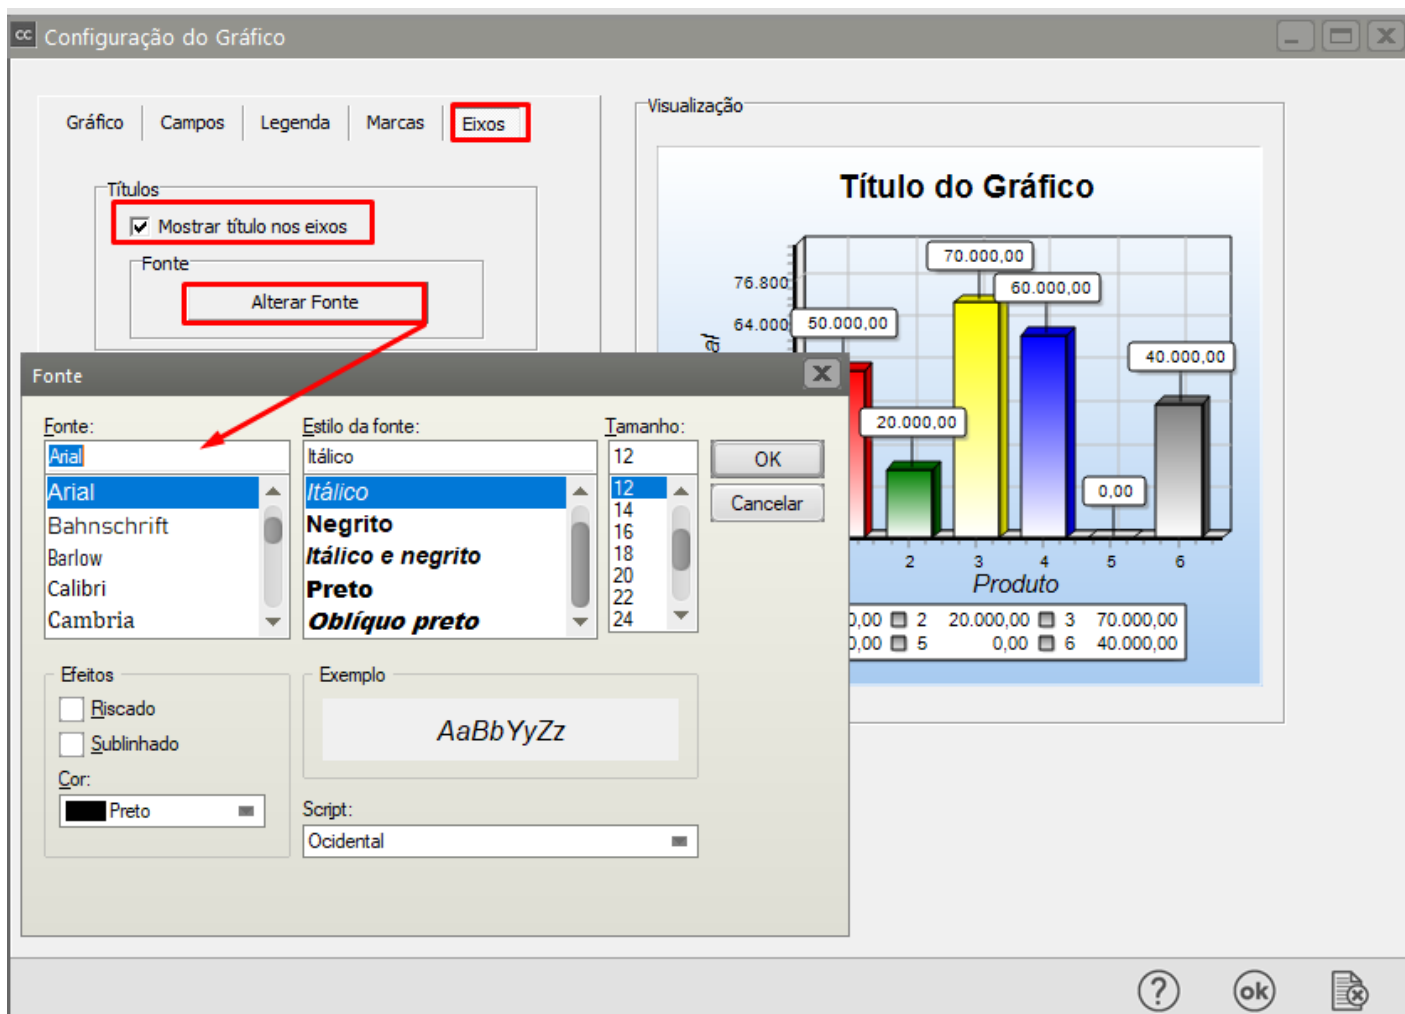 cc Configuração do Gráfico
Gráfico Campos Legenda Marcas Eixos
Títulos
Mostrar título nos eixos
Fonte
Alterar Fonte
Visualização
Título do Gráfico
76.800
64.000
70.000,00
60.000,00
50.000,00
40.000,00
20.000,00
0,00
2 3 4 5 6
Produto
2 20.000,00 3 70.000,00
5 0,00 6 40.000,00
Fonte
Fonte:
Arial
Arial
Bahnschrift
Barlow
Calibri
Cambria
Estilo da fonte:
Itálico
Itálico
Negrito
Itálico e negrito
Preto
Oblíquo preto
Tamanho:
12
12
14
16
18
20
22
24
OK
Cancelar
Efeitos
Riscado
Sublinhado
Cor:
Preto
Exemplo
AaBbYyZz
Script:
Ocidental
? ok